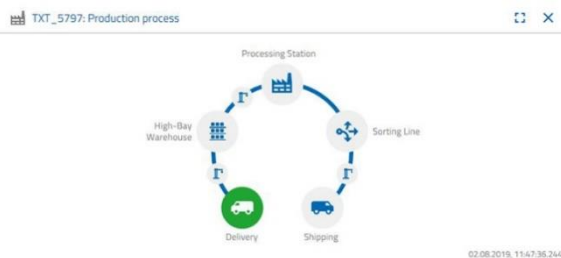 TXT_5797: Production process
Processing Station
High-Bay
Warehouse
Sorting Line
Delivery
Shipping
02.08.2019, 11:47:36.244